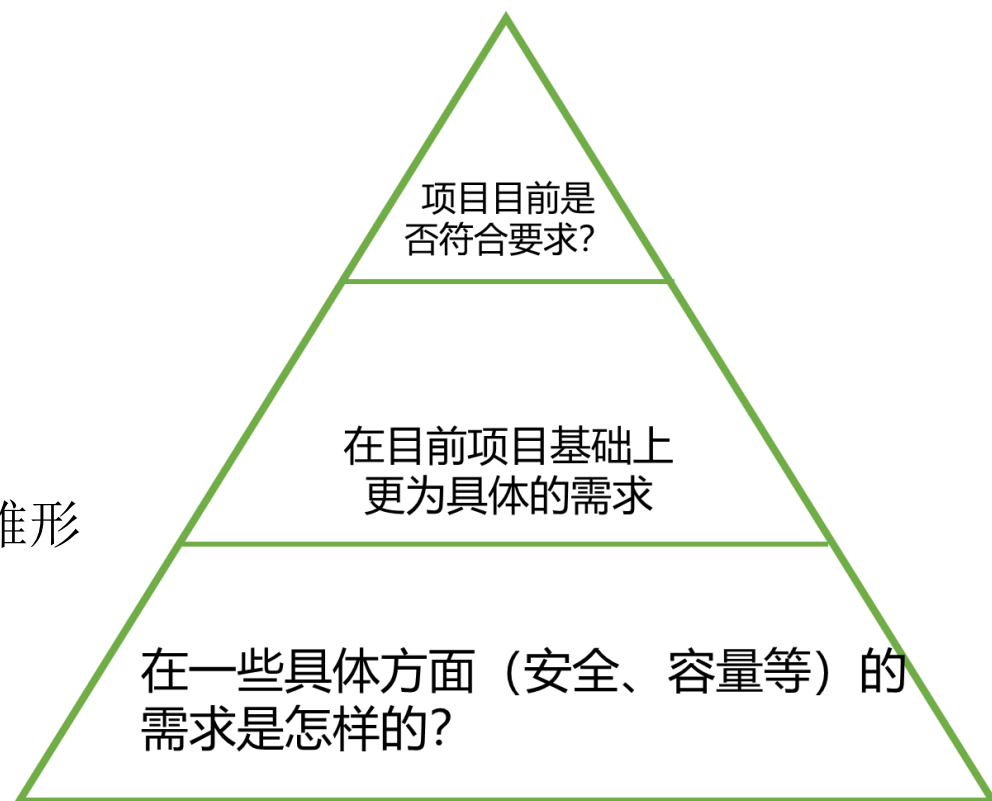 项目目前是
否符合要求?
在目前项目基础上
更为具体的需求
形
在一些具体方面（安全、容量等）的
需求是怎样的?